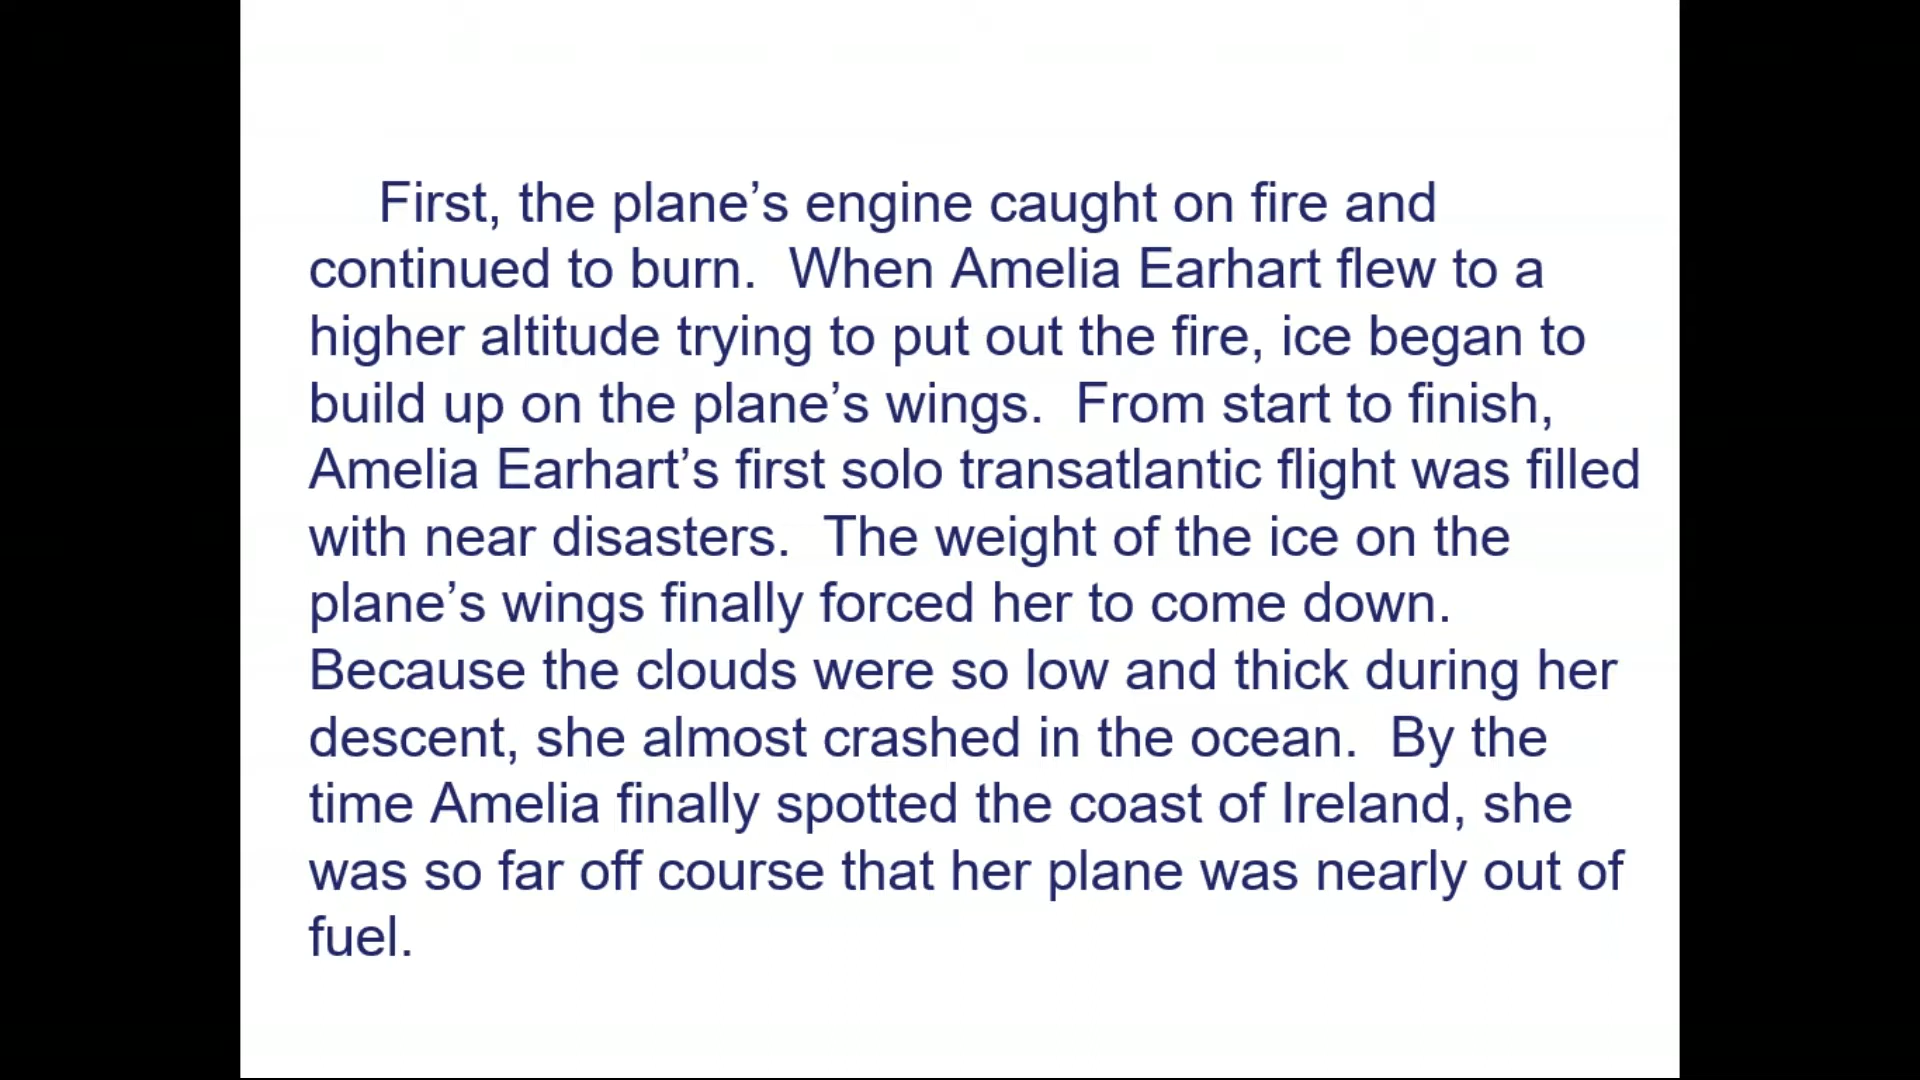 First, the plane’s engine caught on fire and
continued to burn.  When Amelia Earhart flew to a
higher altitude trying to put out the fire, ice began to
build up on the plane’s wings.  From start to finish,
Amelia Earhart’s first solo transatlantic flight was filled
with near disasters.  The weight of the ice on the
plane’s wings finally forced her to come down.
Because the clouds were so low and thick during her
descent, she almost crashed in the ocean.  By the
time Amelia finally spotted the coast of Ireland, she
was so far off course that her plane was nearly out of
fuel.